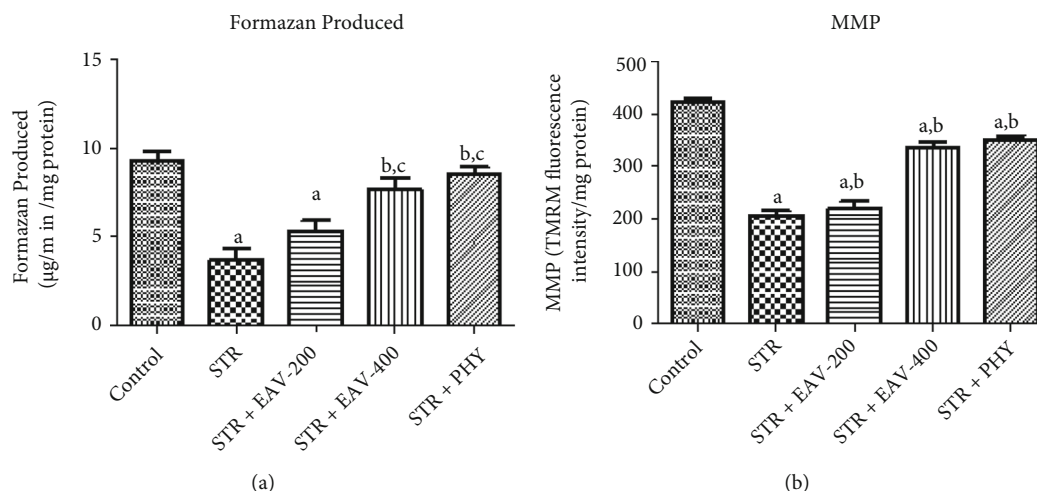 Formazan Produced
Formazan Produced
(µg/m in /mg protein)
15
10
5
0
a
a
b,c
b,c
Control
STR
STR + EAV-200
STR + EAV-400
STR + PHY
(a)
MMP
MMP (TMRM fluorescence
intensity/mg protein)
500
400
300
200
100
0
a
a,b
a,b
a,b
Control
STR
STR + EAV-200
STR + EAV-400
STR + PHY
(b)